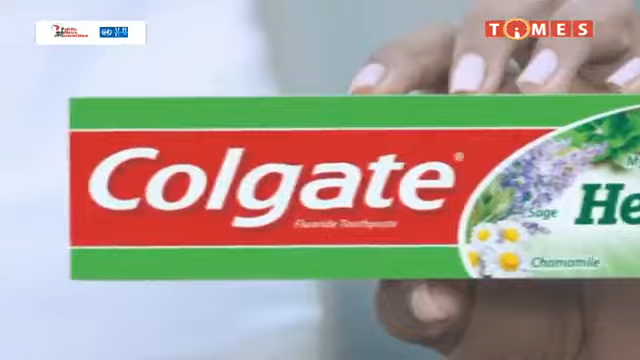 TIMES
Colgate®
Fluoride Toothpaste
Sage
He
Chamomile